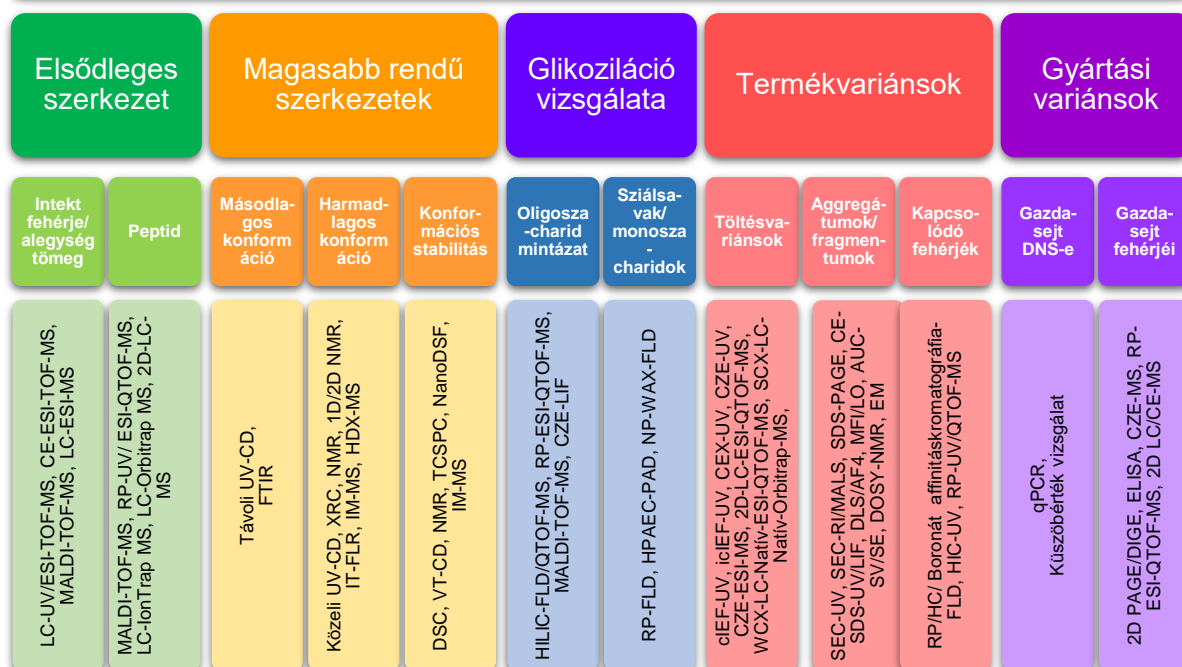 Elsődleges
szerkezet
Magasabb rendű
szerkezetek
Glikoziláció
vizsgálata
Termékvariánsok
Gyártási
variánsok
Intekt
fehérje/
alegység
tömeg
Peptid
Másodla-
gos
konform
áció
Harmad-
lagos
konform
áció
Konfor-
mációs
stabilitás
Oligosza
-charid
mintázat
Sziálsa-
vak/
monosza
-
charidok
Töltésva-
riánsok
Aggregá-
tumok/
fragmen-
tumok
Kapcso-
lódó
fehérjék
Gazda-
sejt
DNS-e
Gazda-
sejt
fehérjéi
LC-UV/ESI-TOF-MS, CE-ESI-TOF-MS,
MALDI-TOF-MS, LC-ESI-MS
MALDI-TOF-MS, RP-UV/ ESI-QTOF-MS,
LC-IonTrap MS, LC-Orbitrap MS, 2D-LC-
MS
Távoli UV-CD,
FTIR
Közeli UV-CD, XRC, NMR, 1D/2D NMR,
IT-FLR, IM-MS, HDX-MS
DSC, VT-CD, NMR, TCSPC, NanoDSF,
IM-MS
HILIC-FLD/QTOF-MS, RP-ESI-QTOF-MS,
MALDI-TOF-MS, CZE-LIF
RP-FLD, HPAEC-PAD, NP-WAX-FLD
cIEF-UV, icIEF-UV, CEX-UV, CZE-UV,
CZE-ESI-MS, 2D-LC-ESI-QTOF-MS,
WCX-LC-Natív-ESI-QTOF-MS, SCX-LC-
Natív-Orbitrap-MS,
SEC-UV, SEC-RI/MALS, SDS-PAGE, CE-
SDS-UV/LIF, DLS/AF4, MFI/LO, AUC-
SV/SE, DOSY-NMR, EM
RP/HC/ Boronát affinitáskromatográfia-
FLD, HIC-UV, RP-UV/QTOF-MS
qPCR,
Küszöbérték vizsgálat
2D PAGE/DIGE, ELISA, CZE-MS, RP-
ESI-QTOF-MS, 2D LC/CE-MS